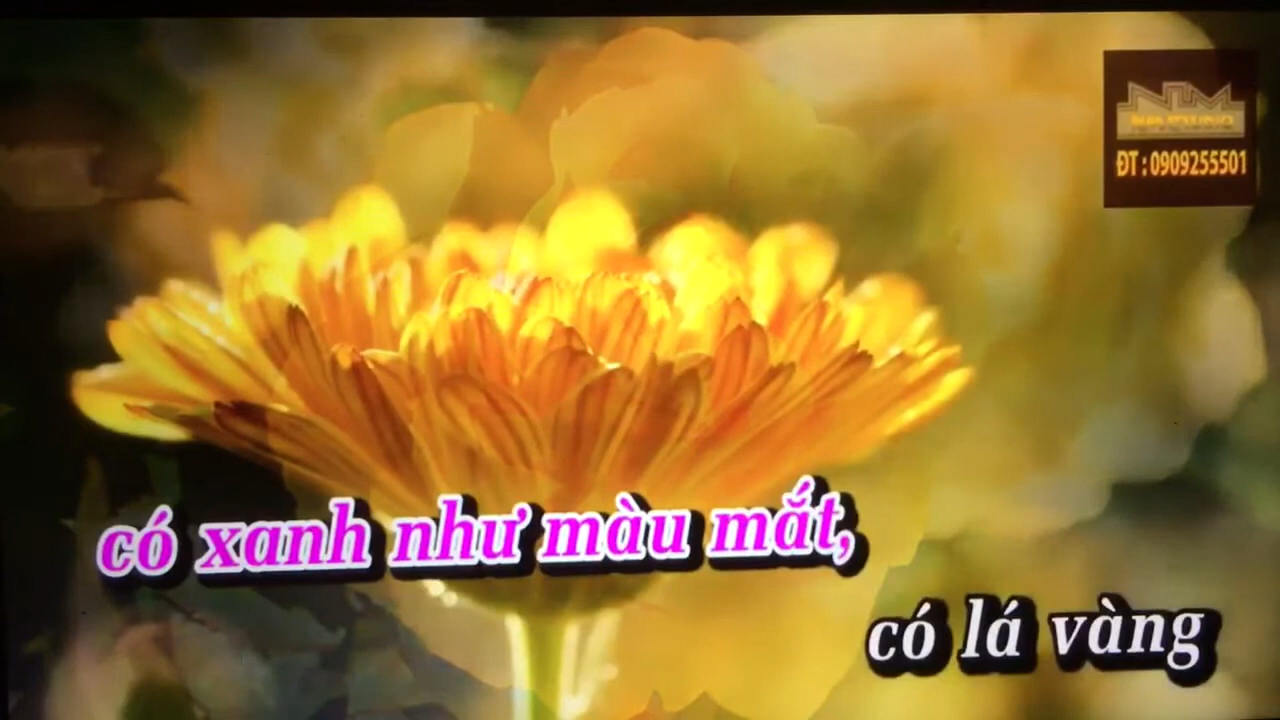 ĐT : 0909255501
có xanh như màu mắt,
có lá vàng